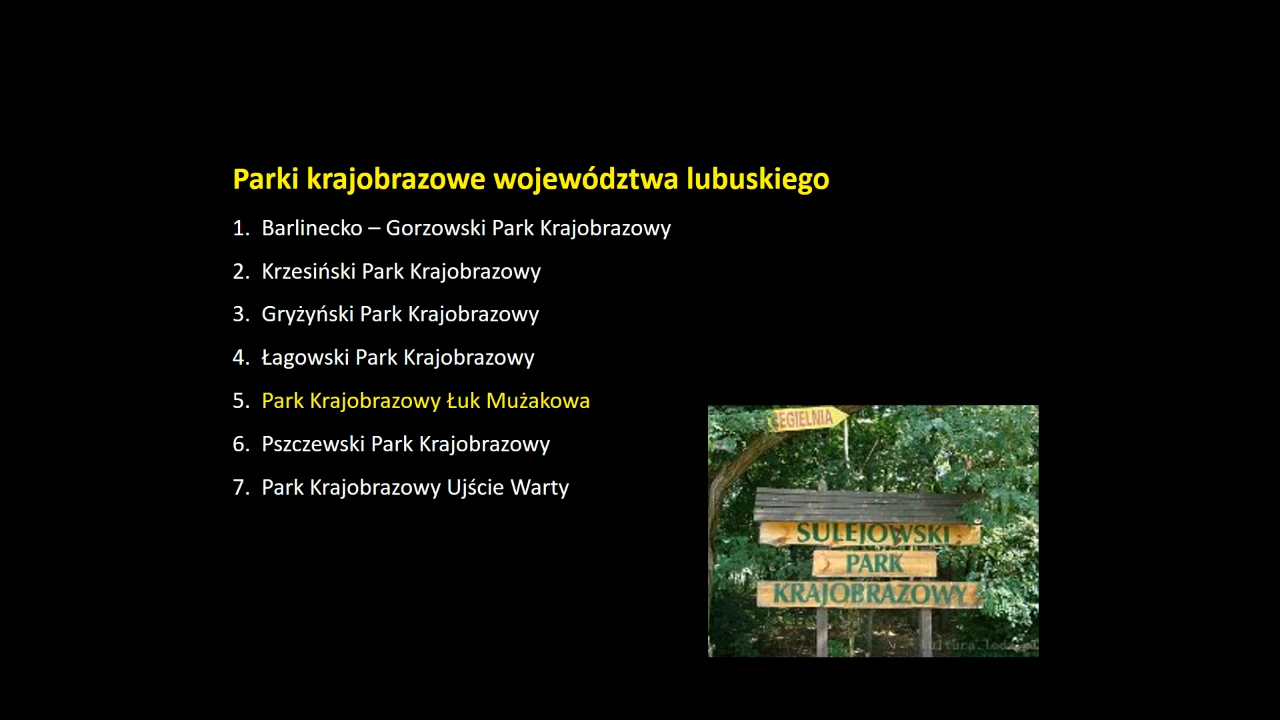 Parki krajobrazowe województwa lubuskiego
1. Barlinecko – Gorzowski Park Krajobrazowy
2. Krzesiński Park Krajobrazowy
3. Gryżyński Park Krajobrazowy
4. Łagowski Park Krajobrazowy
5. Park Krajobrazowy Łuk Mużakowa
6. Pszczewski Park Krajobrazowy
7. Park Krajobrazowy Ujście Warty
EGIELNIA
SULEJOWSKI
PARK
KRAJOBRAZOWY